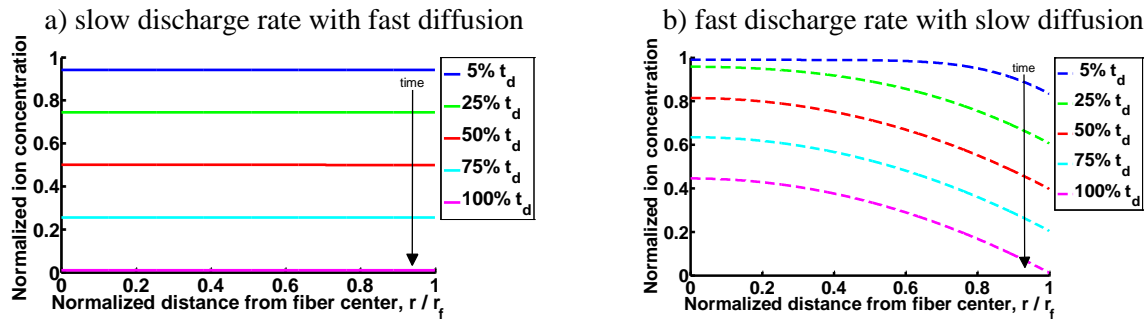 a) slow discharge rate with fast diffusion
Normalized ion concentration
1
0.8
0.6
0.4
0.2
0
0
0.2
0.4
0.6
0.8
1
Normalized distance from fiber center, r / r_f
time
5% t_d
25% t_d
50% t_d
75% t_d
100% t_d
b) fast discharge rate with slow diffusion
Normalized ion concentration
1
0.8
0.6
0.4
0.2
0
0
0.2
0.4
0.6
0.8
1
Normalized distance from fiber center, r / r_f
time
5% t_d
25% t_d
50% t_d
75% t_d
100% t_d